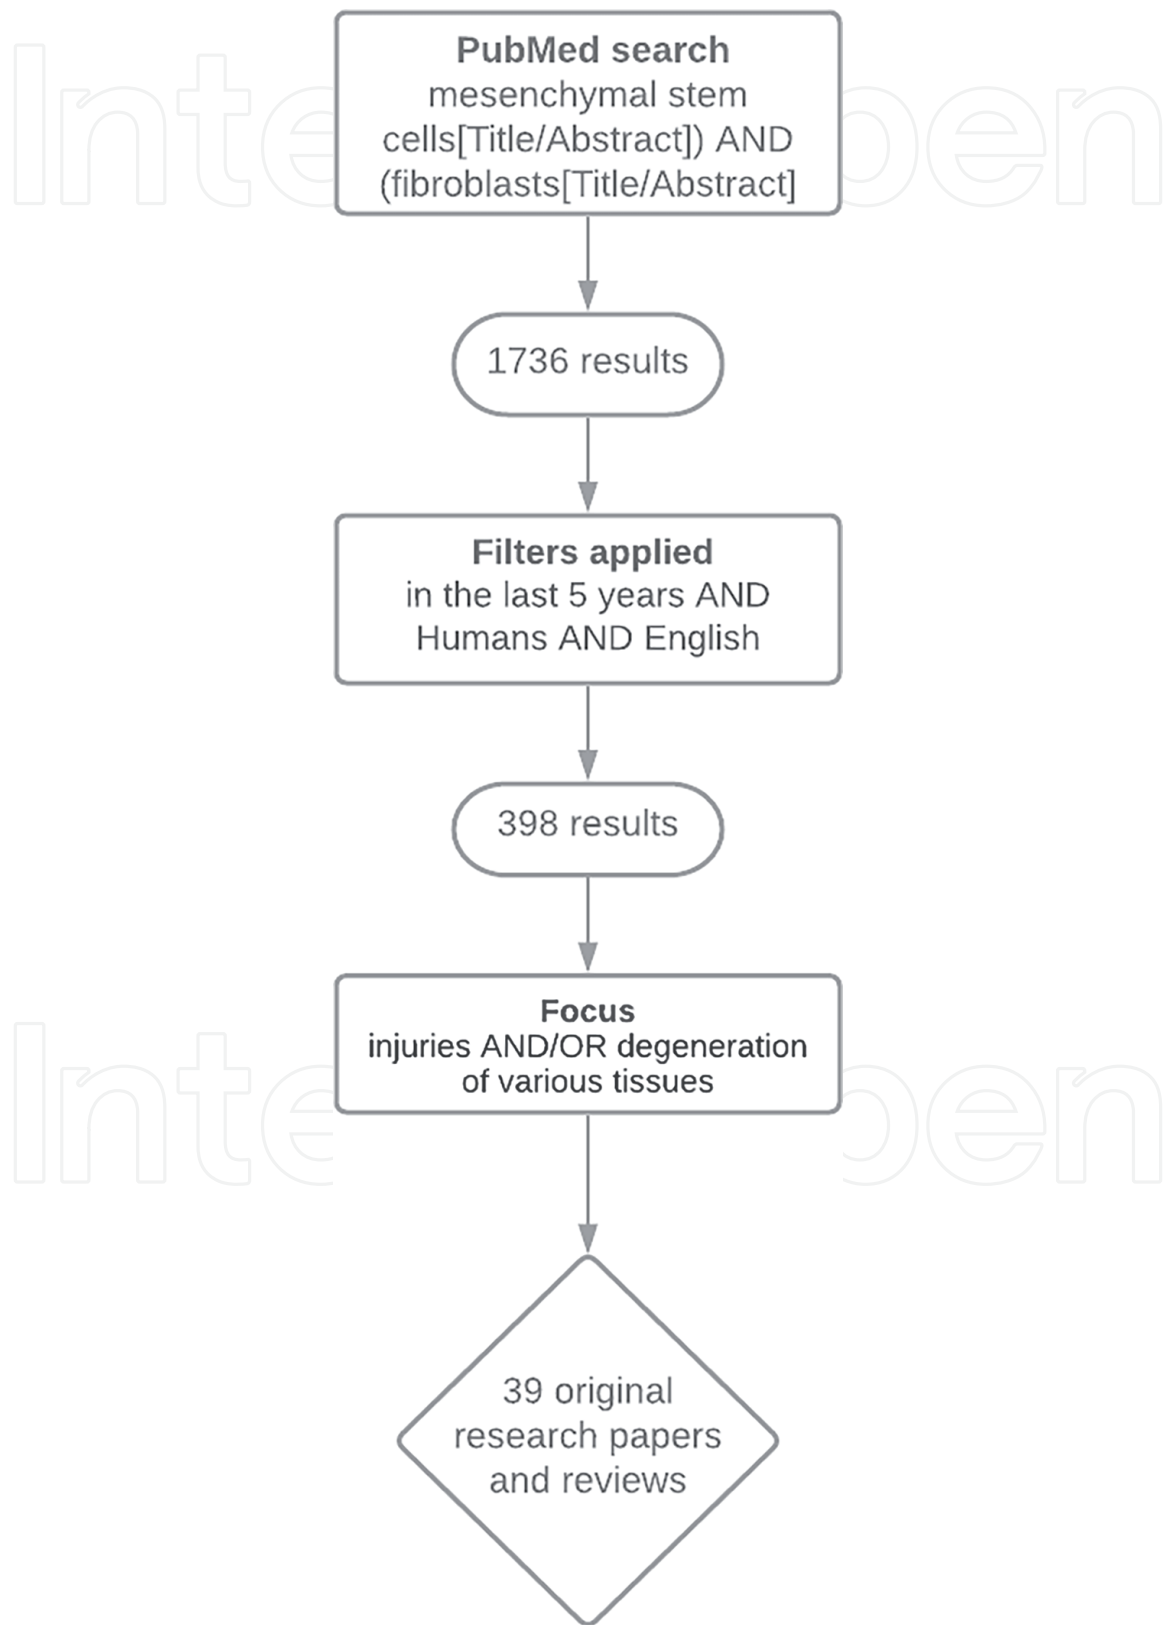 PubMed search
mesenchymal stem
cells[Title/Abstract]) AND
(fibroblasts[Title/Abstract]
1736 results
Filters applied
in the last 5 years AND
Humans AND English
398 results
Focus
injuries AND/OR degeneration
of various tissues
39 original
research papers
and reviews